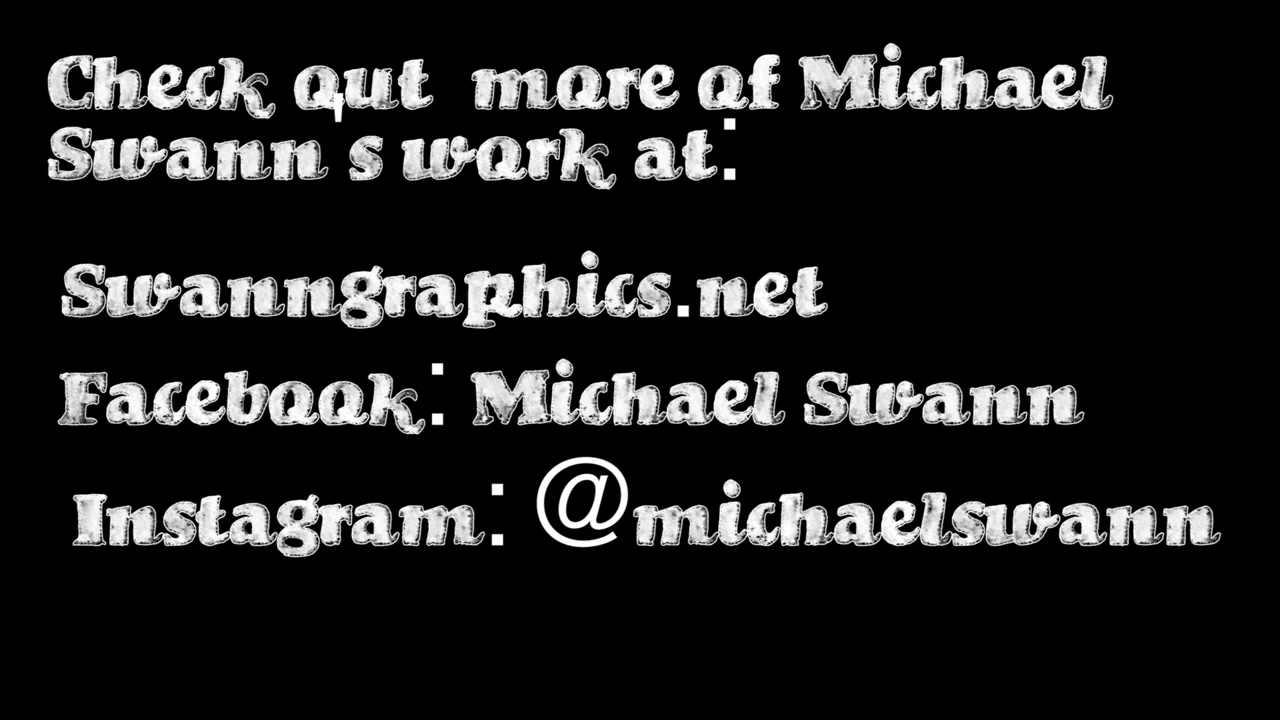 Check out more of Michael
Swann's work at:
Swanngraphics.net
Facebook: Michael Swann
Instagram: @michaelswann